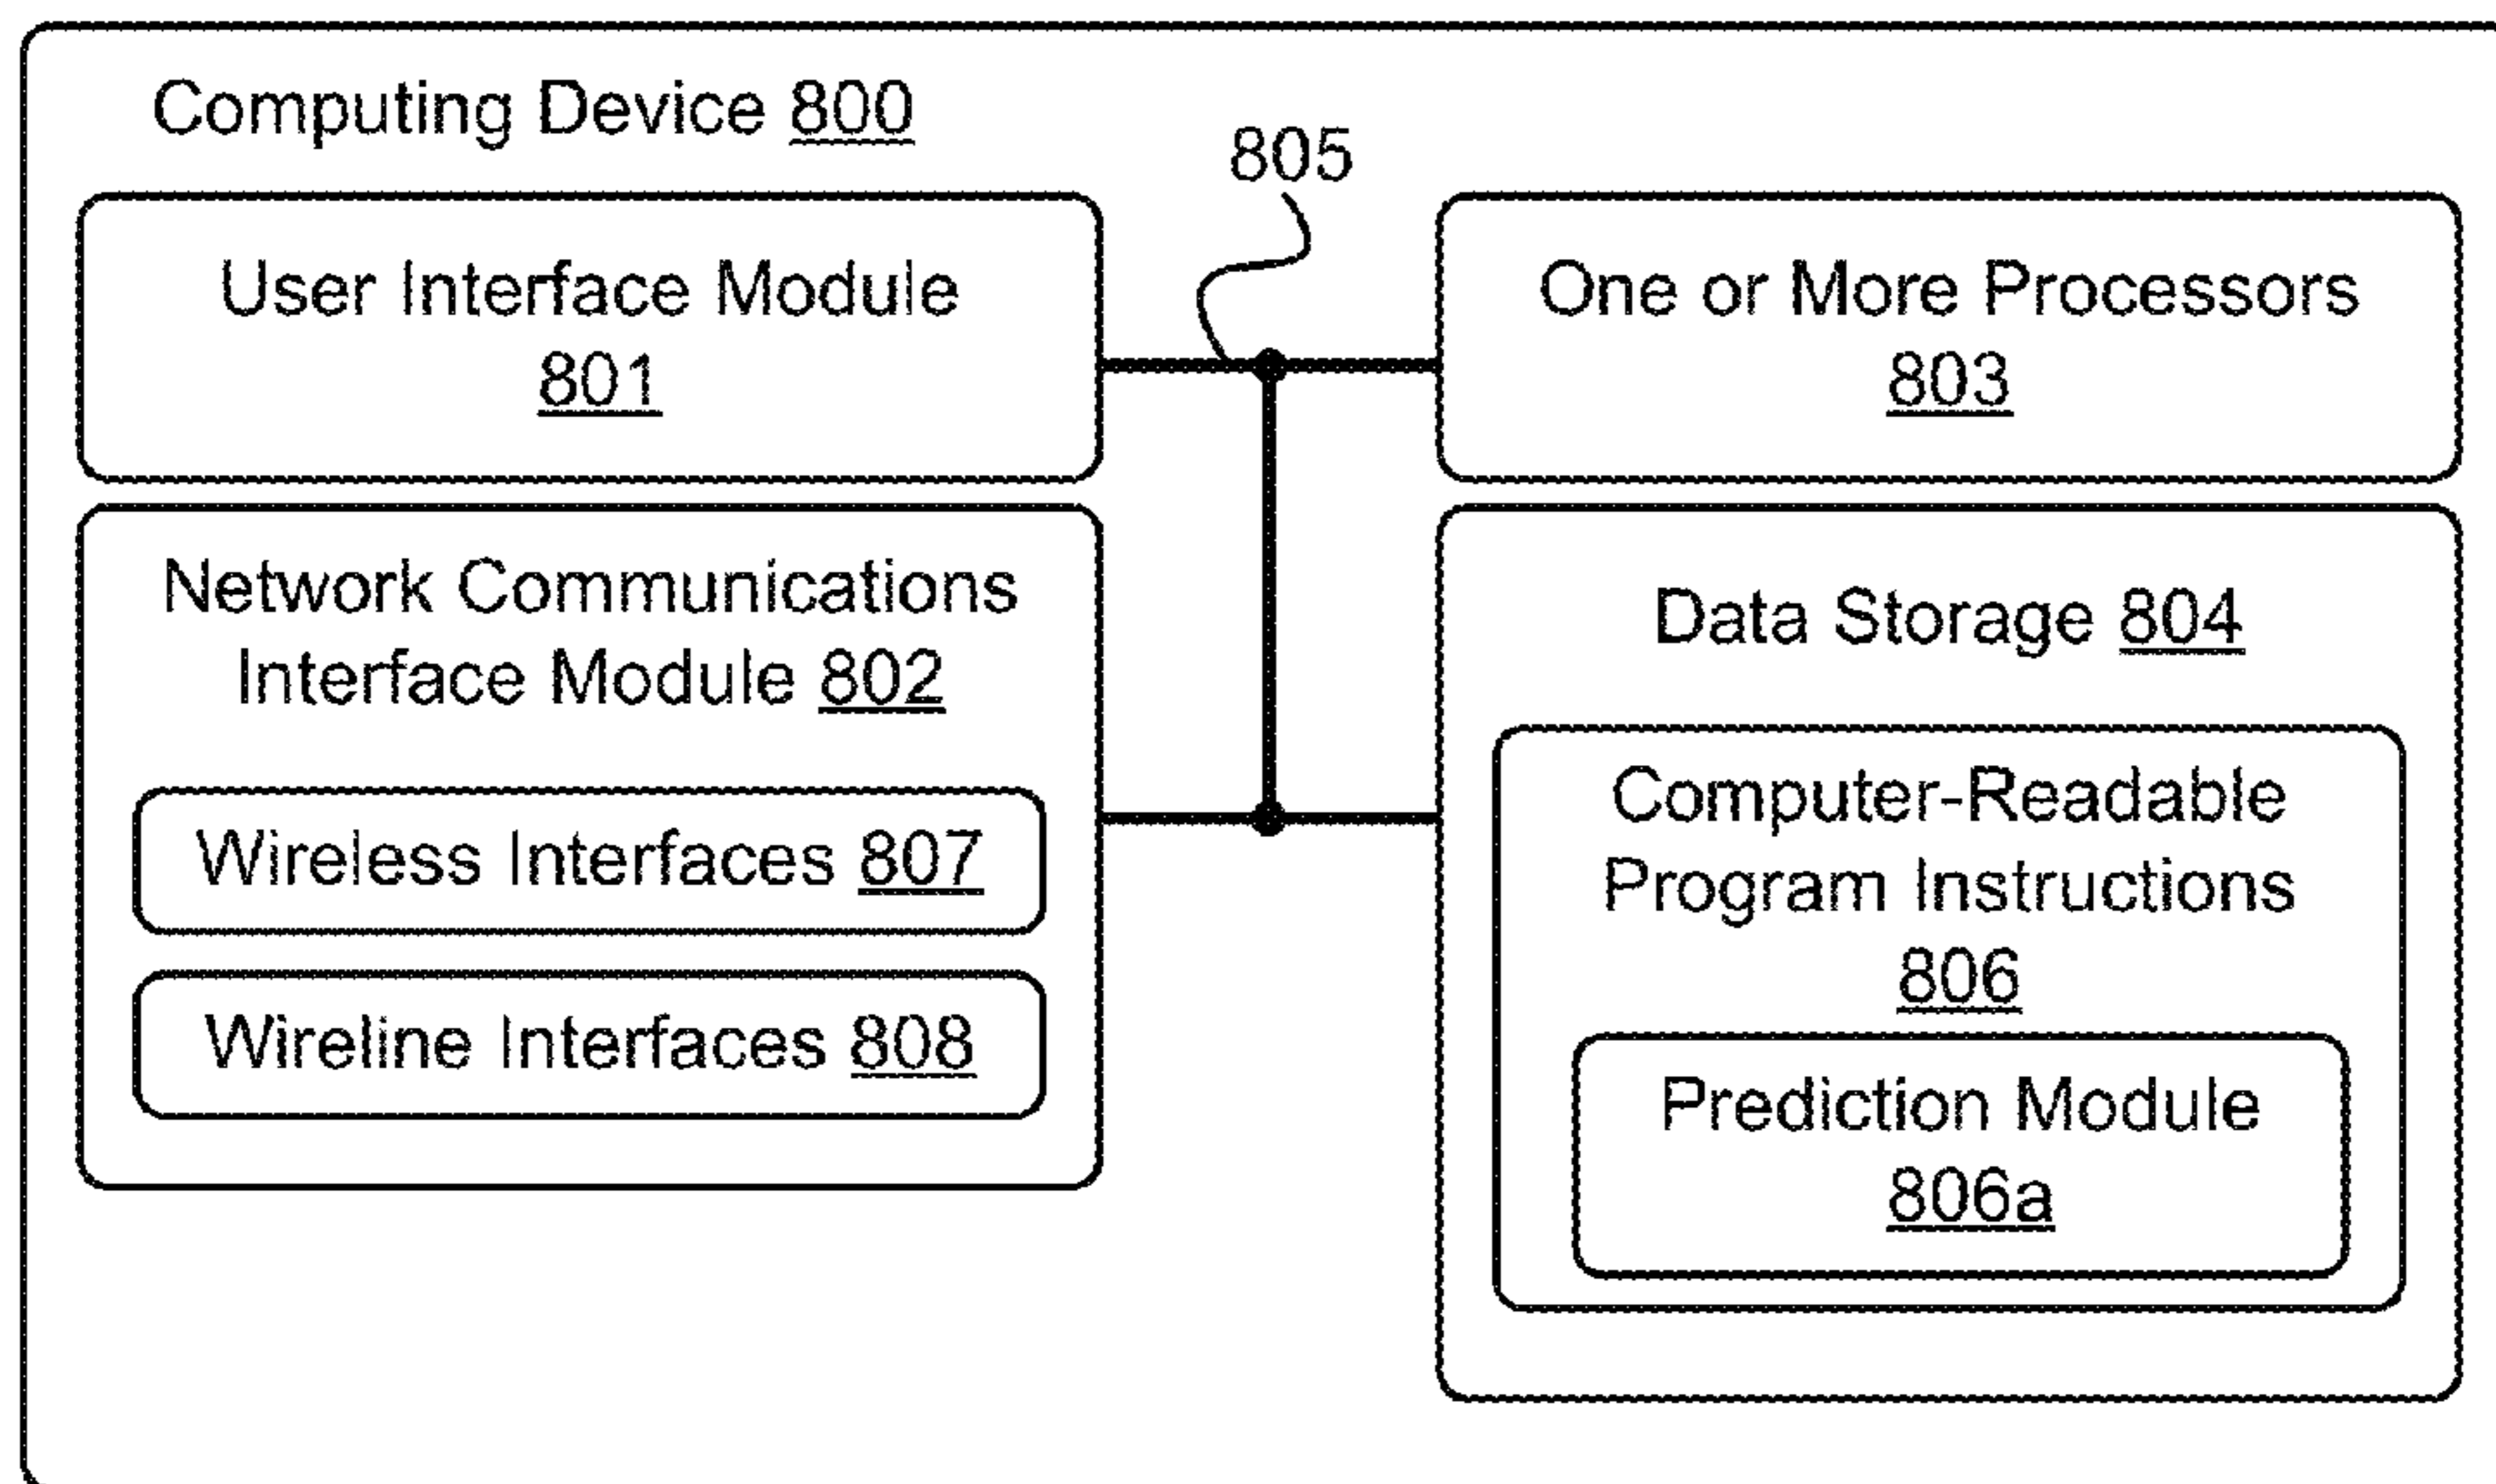 Computing Device 800
805
User Interface Module
801
One or More Processors
803
Network Communications
Interface Module 802
Wireless Interfaces 807
Wireline Interfaces 808
Data Storage 804
Computer-Readable
Program Instructions
806
Prediction Module
806a